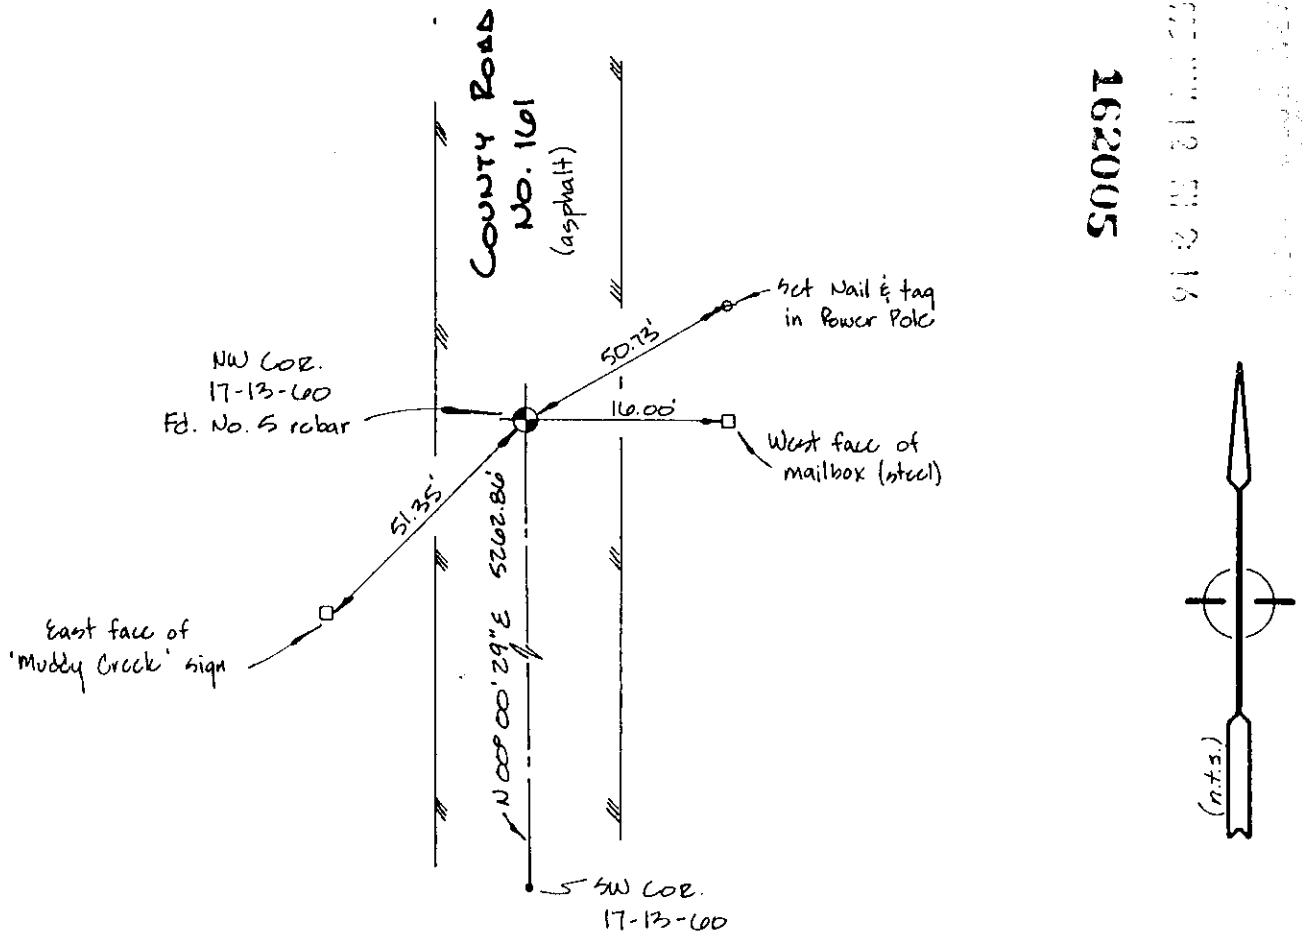 COUNTY ROAD
NO. 161
(asphalt)
162005
Set Nail & tag
in Power Pole
50.73'
NW COR.
17-13-60
Fd. No. 5 rebar
16.00'
West face of
mailbox (steel)
51.35'
N 00° 00' 29" E 5262.86'
East face of
'Muddy Creek' sign
(n.t.s.)
SW COR.
17-13-60